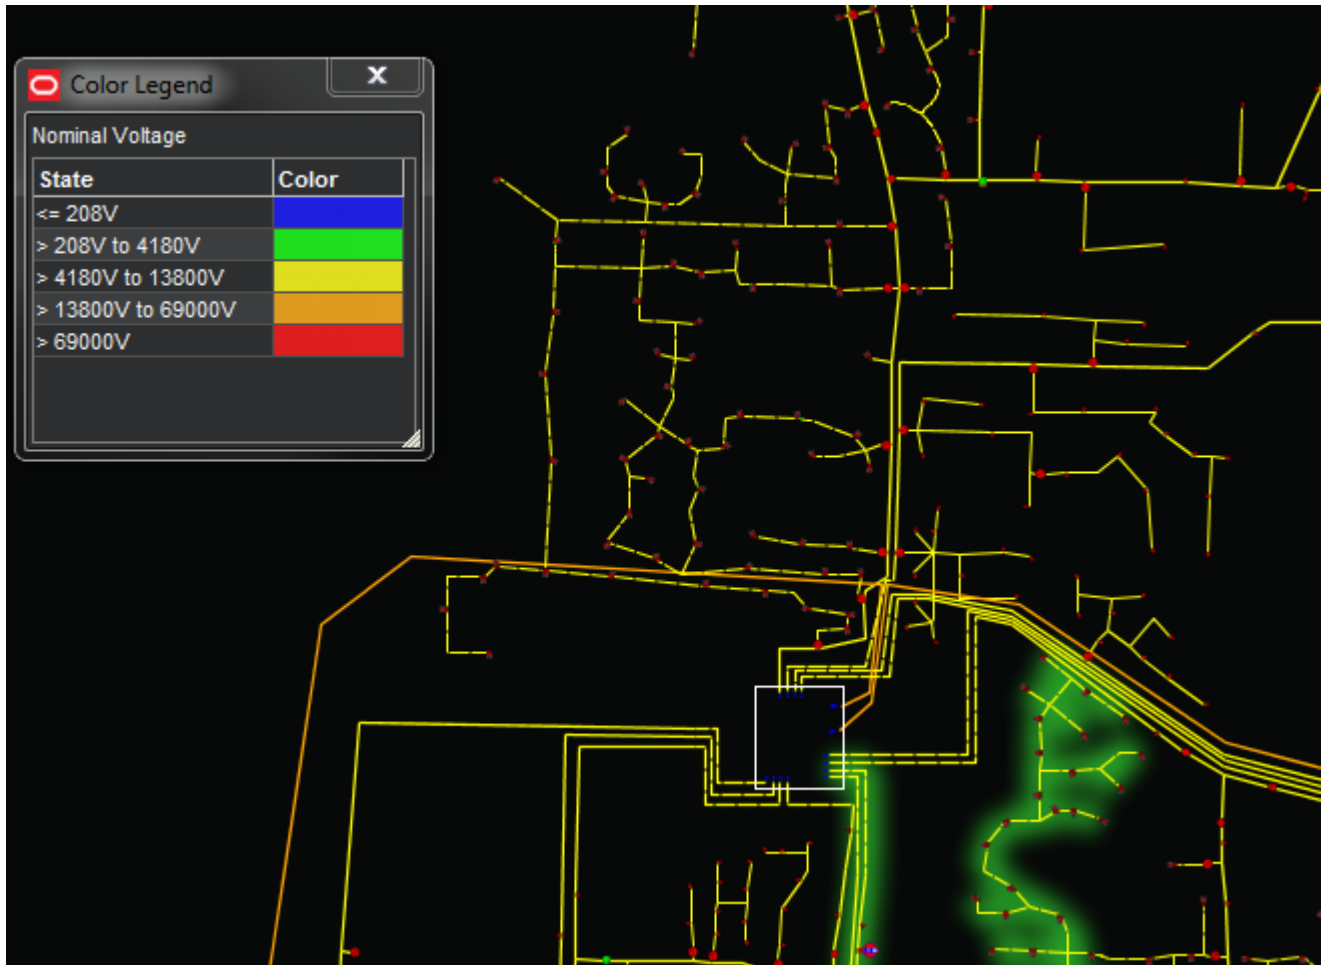 Color Legend
X
Nominal Voltage
State Color
<= 208V
> 208V to 4180V
> 4180V to 13800V
> 13800V to 69000V
> 69000V